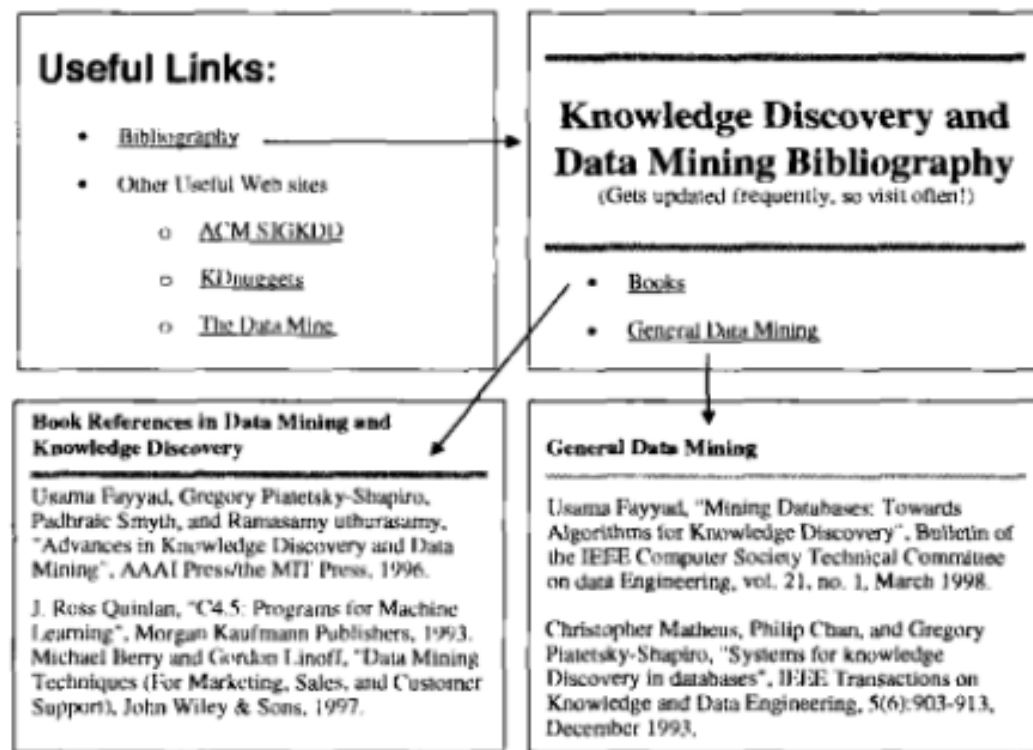 Useful Links:
• Bibliography
• Other Useful Web sites
o ACM SIGKDD
o KDnuggets
o The Data Mine
Knowledge Discovery and
Data Mining Bibliography
(Gets updated frequently, so visit often!)
• Books
• General Data Mining
Book References in Data Mining and
Knowledge Discovery
Usama Fayyad, Gregory Piatetsky-Shapiro,
Padhraic Smyth, and Ramasamy uthurasamy,
"Advances in Knowledge Discovery and Data
Mining", AAAI Press/the MIT Press, 1996.
J. Ross Quinlan, "C4.5: Programs for Machine
Learning", Morgan Kaufmann Publishers, 1993.
Michael Berry and Gordon Linoff, "Data Mining
Techniques (For Marketing, Sales, and Customer
Support), John Wiley & Sons, 1997.
General Data Mining
Usama Fayyad, "Mining Databases: Towards
Algorithms for Knowledge Discovery", Bulletin of
the IEEE Computer Society Technical Committee
on data Engineering, vol. 21, no. 1, March 1998.
Christopher Matheus, Philip Chan, and Gregory
Piatetsky-Shapiro, "Systems for knowledge
Discovery in databases", IEEE Transactions on
Knowledge and Data Engineering, 5(6):903-913,
December 1993.